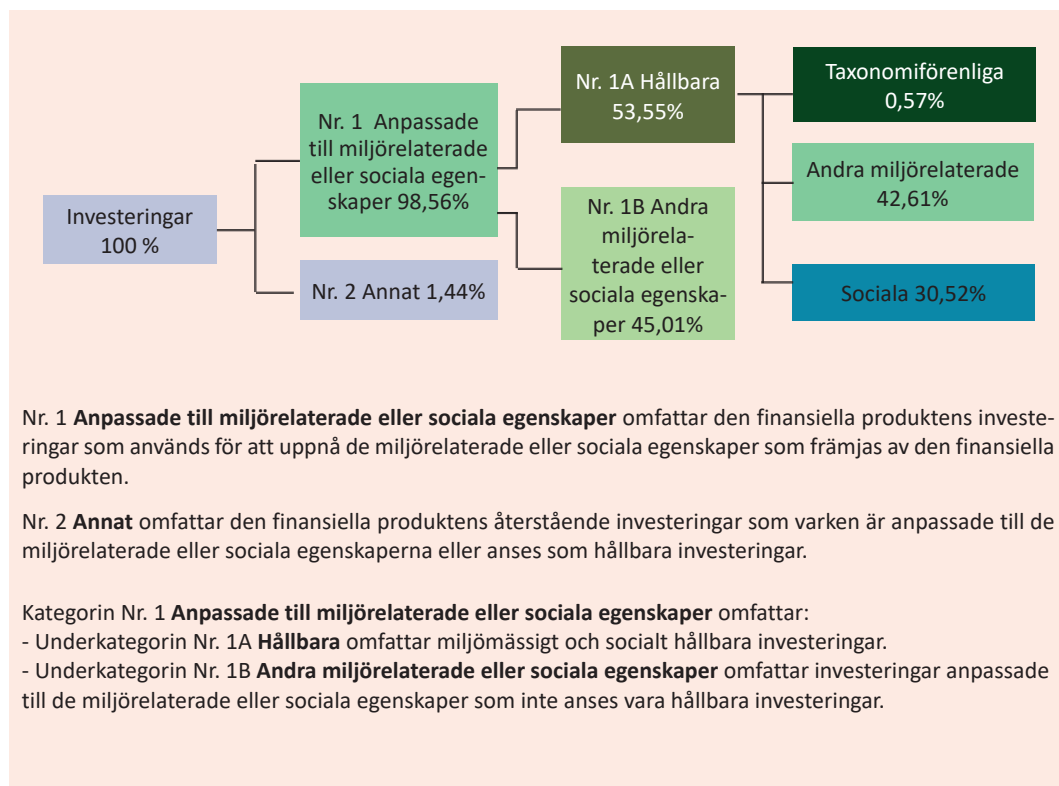 Investeringar
100 %
Nr. 1 Anpassade
till miljörelaterade
eller sociala egen-
skaper 98,56%
Nr. 2 Annat 1,44%
Nr. 1A Hållbara
53,55%
Nr. 1B Andra
miljörela-
terade eller
sociala egenska-
per 45,01%
Taxonomiförenliga
0,57%
Andra miljörelaterade
42,61%
Sociala 30,52%
Nr. 1 Anpassade till miljörelaterade eller sociala egenskaper omfattar den finansiella produktens investe-
ringar som används för att uppnå de miljörelaterade eller sociala egenskaper som främjas av den finansiella
produkten.
Nr. 2 Annat omfattar den finansiella produktens återstående investeringar som varken är anpassade till de
miljörelaterade eller sociala egenskaperna eller anses som hållbara investeringar.
Kategorin Nr. 1 Anpassade till miljörelaterade eller sociala egenskaper omfattar:
- Underkategorin Nr. 1A Hållbara omfattar miljömässigt och socialt hållbara investeringar.
- Underkategorin Nr. 1B Andra miljörelaterade eller sociala egenskaper omfattar investeringar anpassade
till de miljörelaterade eller sociala egenskaper som inte anses vara hållbara investeringar.